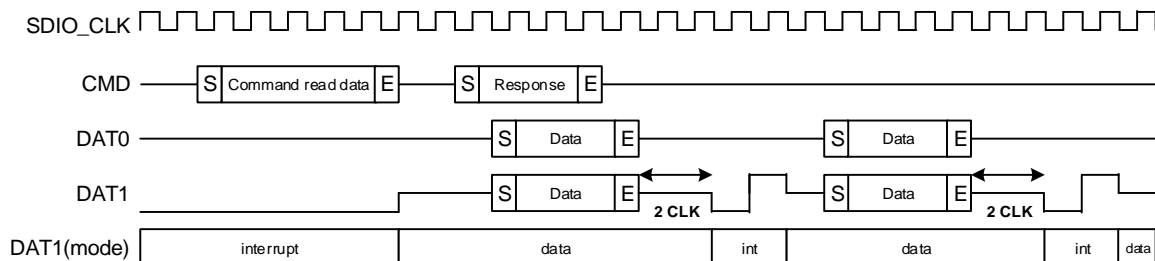 SDIO_CLK
CMD S Command read data E S Response E
DAT0 S Data E S Data E
DAT1 S Data E S Data E
2 CLK 2 CLK
DAT1(mode) interrupt data int data int data